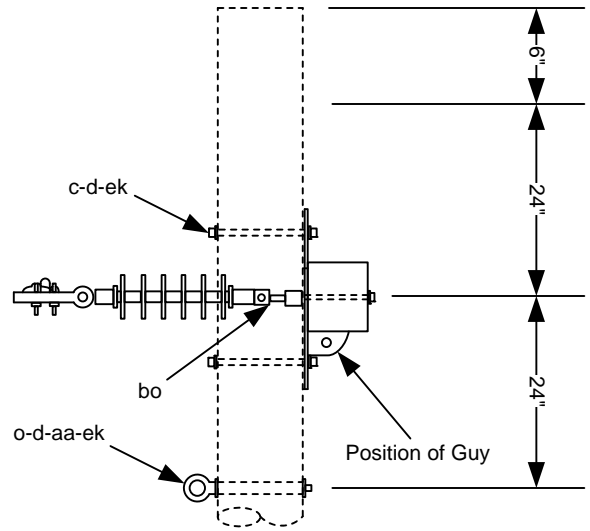 6"
c-d-ek
24"
bo
24"
o-d-aa-ek
Position of Guy